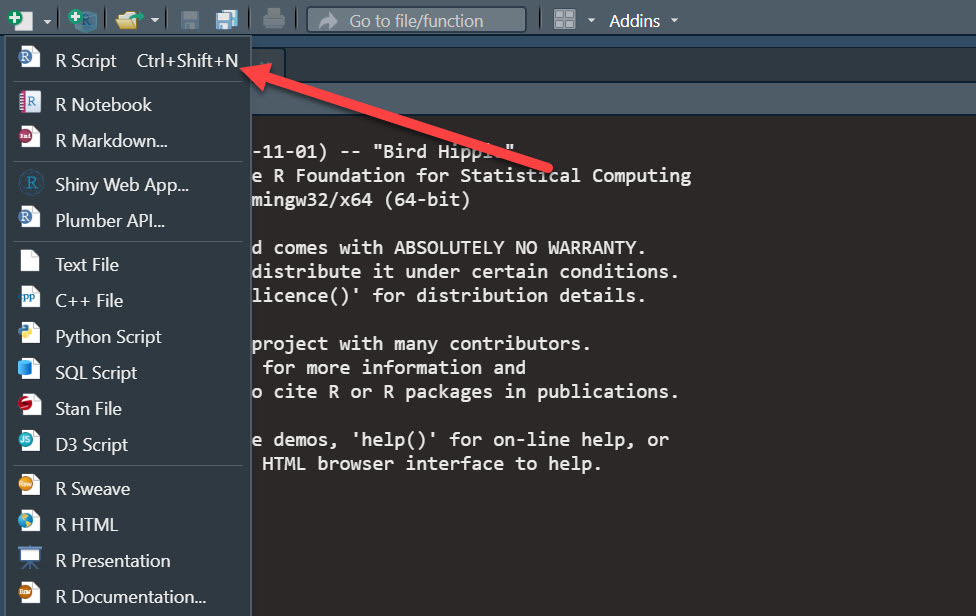 Go to file/function
Addins
R Script Ctrl+Shift+N
R Notebook
R Markdown...
Shiny Web App...
Plumber API...
Text File
C++ File
Python Script
SQL Script
Stan File
D3 Script
R Sweave
R HTML
R Presentation
R Documentation...
-11-01) -- "Bird Hippie"
e R Foundation for Statistical Computing
mingw32/x64 (64-bit)
d comes with ABSOLUTELY NO WARRANTY.
distribute it under certain conditions.
licence()' for distribution details.
project with many contributors.
for more information and
o cite R or R packages in publications.
e demos, 'help()' for on-line help, or
HTML browser interface to help.